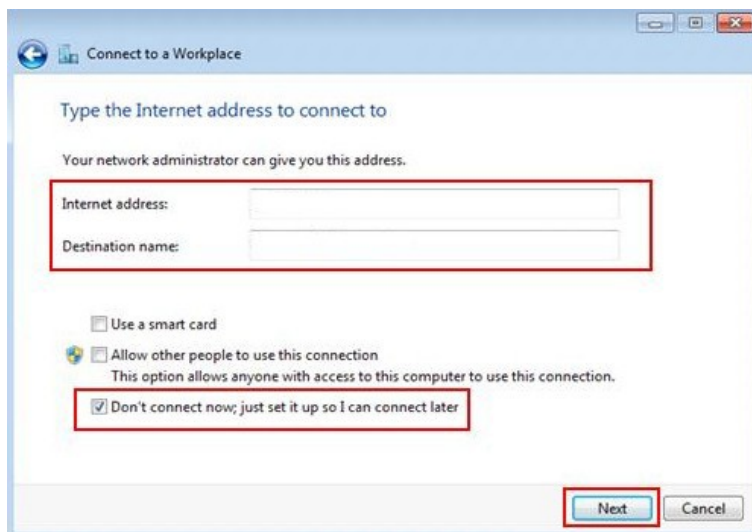 Connect to a Workplace
Type the Internet address to connect to
Your network administrator can give you this address.
Internet address:
Destination name:
Use a smart card
Allow other people to use this connection
This option allows anyone with access to this computer to use this connection.
Don't connect now; just set it up so I can connect later
Next Cancel